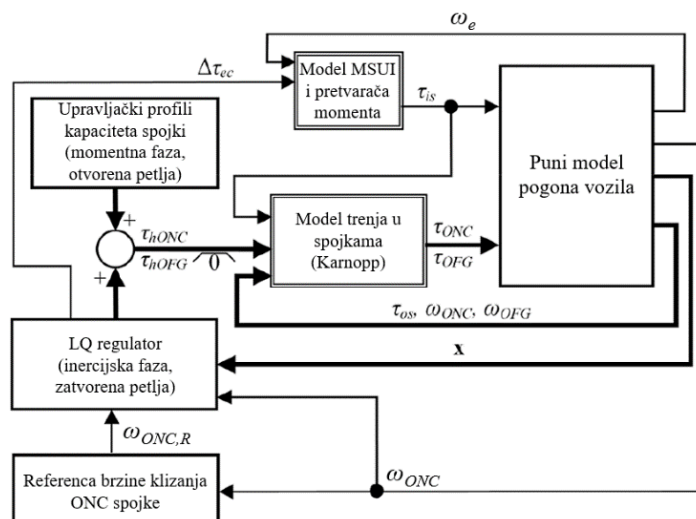 ω_e
Δτ_ec
Model MSUI
i pretvarača
momenta
τ_is
Upravljački profili
kapaciteta spojki
(momentna faza,
otvorena petlja)
Puni model
pogona vozila
+
τ_hONC
τ_hOFG
0
+
Model trenja u
spojkama
(Karnopp)
τ_ONC
τ_OFG
τ_os, ω_ONC, ω_OFG
LQ regulator
(inercijska faza,
zatvorena petlja)
x
ω_ONC,R
Referenca brzine klizanja
ONC spojke
ω_ONC